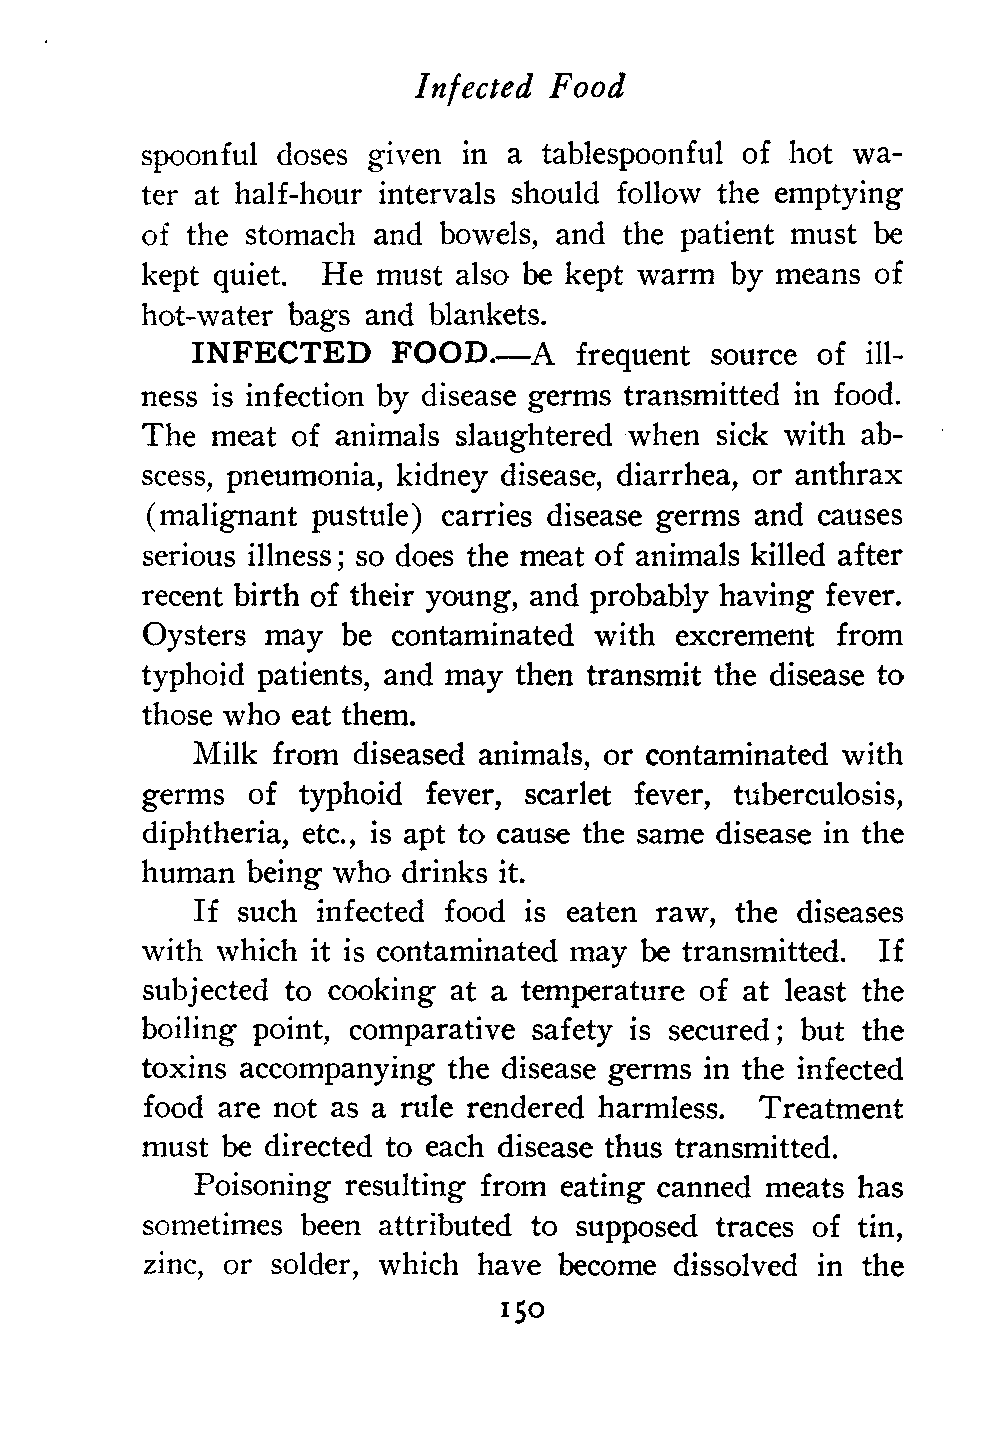 Infected Food
spoonful doses given in a tablespoonful of hot wa-
ter at half-hour intervals should follow the emptying
of the stomach and bowels, and the patient must be
kept quiet. He must also be kept warm by means of
hot-water bags and blankets.
INFECTED FOOD.—A frequent source of ill-
ness is infection by disease germs transmitted in food.
The meat of animals slaughtered when sick with ab-
scess, pneumonia, kidney disease, diarrhea, or anthrax
(malignant pustule) carries disease germs and causes
serious illness; so does the meat of animals killed after
recent birth of their young, and probably having fever.
Oysters may be contaminated with excrement from
typhoid patients, and may then transmit the disease to
those who eat them.
Milk from diseased animals, or contaminated with
germs of typhoid fever, scarlet fever, tuberculosis,
diphtheria, etc., is apt to cause the same disease in the
human being who drinks it.
If such infected food is eaten raw, the diseases
with which it is contaminated may be transmitted. If
subjected to cooking at a temperature of at least the
boiling point, comparative safety is secured; but the
toxins accompanying the disease germs in the infected
food are not as a rule rendered harmless. Treatment
must be directed to each disease thus transmitted.
Poisoning resulting from eating canned meats has
sometimes been attributed to supposed traces of tin,
zinc, or solder, which have become dissolved in the
150